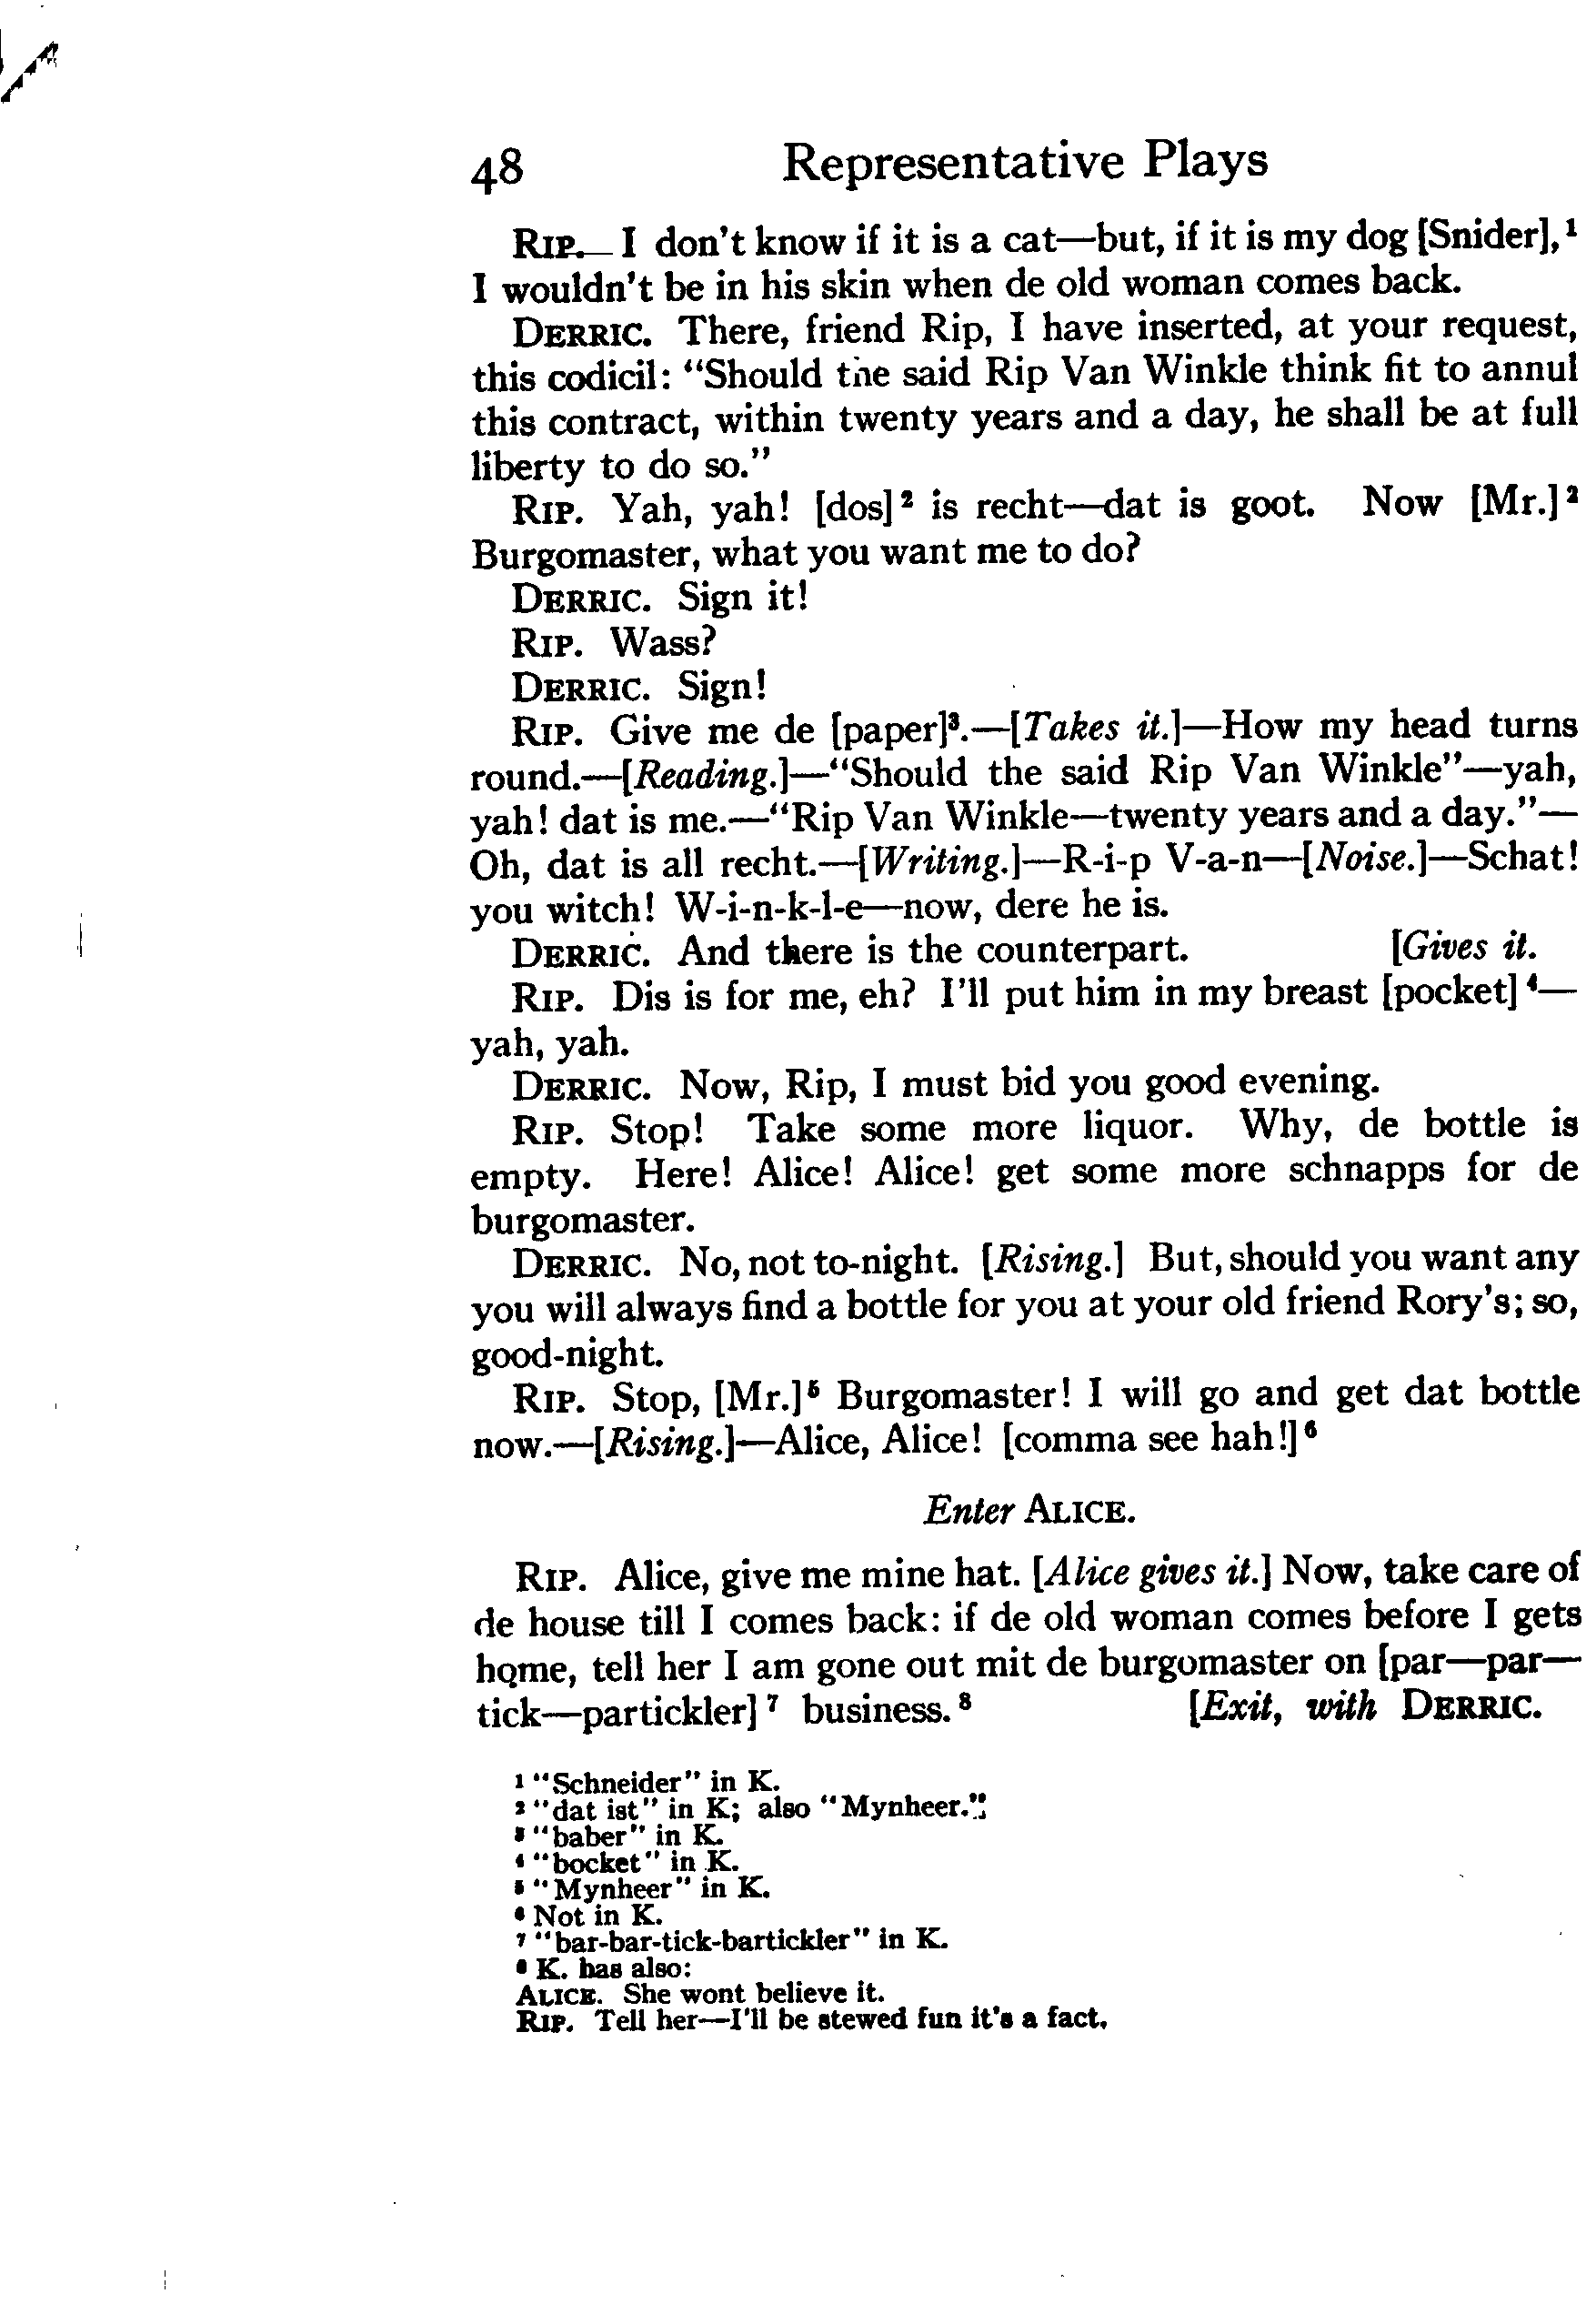 48 Representative Plays
RIP.— I don't know if it is a cat—but, if it is my dog [Snider],¹
I wouldn't be in his skin when de old woman comes back.
DERRIC. There, friend Rip, I have inserted, at your request,
this codicil: "Should the said Rip Van Winkle think fit to annul
this contract, within twenty years and a day, he shall be at full
liberty to do so."
RIP. Yah, yah! [dos]² is recht—dat is goot. Now [Mr.]²
Burgomaster, what you want me to do?
DERRIC. Sign it!
RIP. Wass?
DERRIC. Sign!
RIP. Give me de [paper]³.—[Takes it.]—How my head turns
round.—[Reading.]—"Should the said Rip Van Winkle"—yah,
yah! dat is me.—"Rip Van Winkle—twenty years and a day."—
Oh, dat is all recht.—[Writing.]—R-i-p V-a-n—[Noise.]—Schat!
you witch! W-i-n-k-l-e—now, dere he is.
DERRIC. And there is the counterpart. [Gives it.
RIP. Dis is for me, eh? I'll put him in my breast [pocket]⁴—
yah, yah.
DERRIC. Now, Rip, I must bid you good evening.
RIP. Stop! Take some more liquor. Why, de bottle is
empty. Here! Alice! Alice! get some more schnapps for de
burgomaster.
DERRIC. No, not to-night. [Rising.] But, should you want any
you will always find a bottle for you at your old friend Rory's; so,
good-night.
RIP. Stop, [Mr.]⁵ Burgomaster! I will go and get dat bottle
now.—[Rising.]—Alice, Alice! [comma see hah!]⁶
Enter ALICE.
RIP. Alice, give me mine hat. [Alice gives it.] Now, take care of
de house till I comes back: if de old woman comes before I gets
home, tell her I am gone out mit de burgomaster on [par—par—
tick—partickler]⁷ business.⁸ [Exit, with DERRIC.
¹ "Schneider" in K.
² "dat ist" in K; also "Mynheer."
³ "baber" in K.
⁴ "bocket" in K.
⁵ "Mynheer" in K.
⁶ Not in K.
⁷ "bar-bar-tick-bartickler" in K.
⁸ K. has also:
ALICE. She wont believe it.
RIP. Tell her—I'll be stewed fun it's a fact.